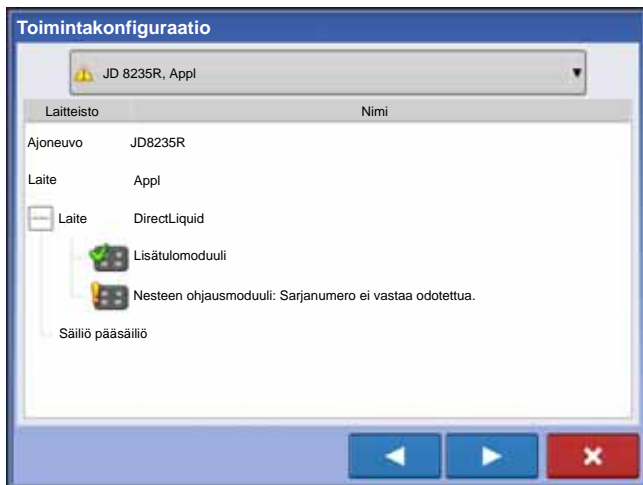 Toimintakonfiguraatio
JD 8235R, Appl
Laitteisto Nimi
Ajoneuvo JD8235R
Laite Appl
Laite DirectLiquid
Lisätulomoduuli
Nesteen ohjausmoduuli: Sarjanumero ei vastaa odotettua.
Säiliö pääsäiliö